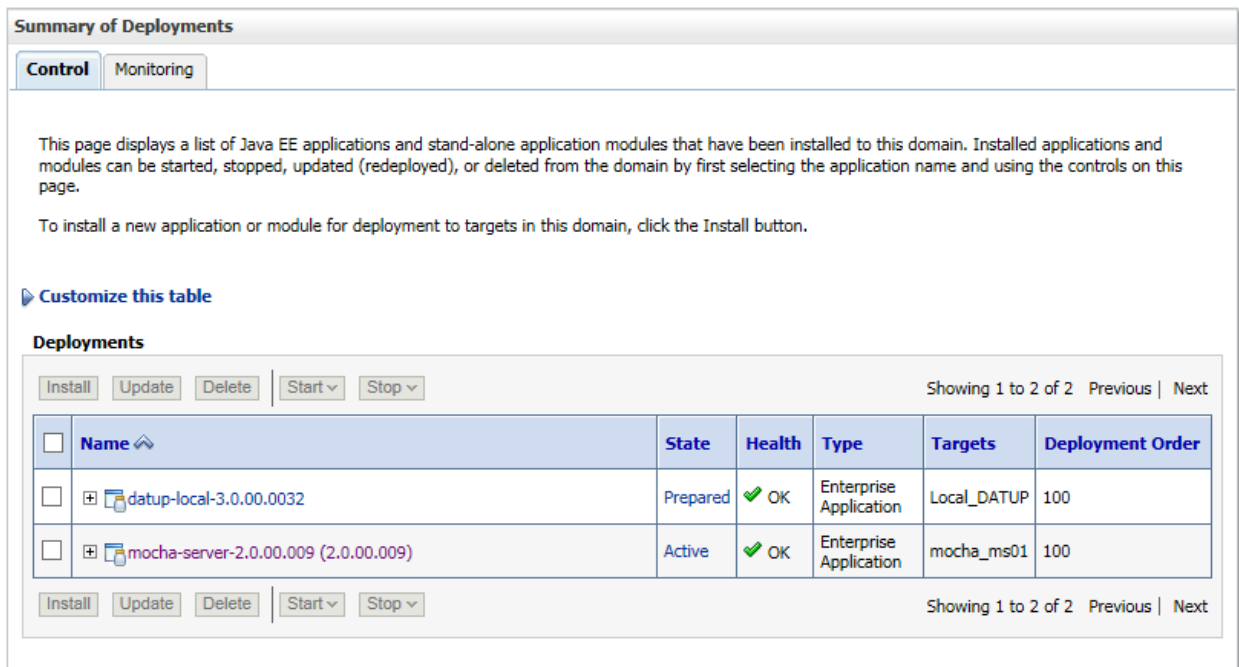 Summary of Deployments
Control Monitoring
This page displays a list of Java EE applications and stand-alone application modules that have been installed to this domain. Installed applications and
modules can be started, stopped, updated (redeployed), or deleted from the domain by first selecting the application name and using the controls on this
page.
To install a new application or module for deployment to targets in this domain, click the Install button.
Customize this table
Deployments
Install Update Delete Start Stop Showing 1 to 2 of 2 Previous | Next
Name State Health Type Targets Deployment Order
datup-local-3.0.00.0032 Prepared OK Enterprise Application Local_DATUP 100
mocha-server-2.0.00.009 (2.0.00.009) Active OK Enterprise Application mocha_ms01 100
Install Update Delete Start Stop Showing 1 to 2 of 2 Previous | Next